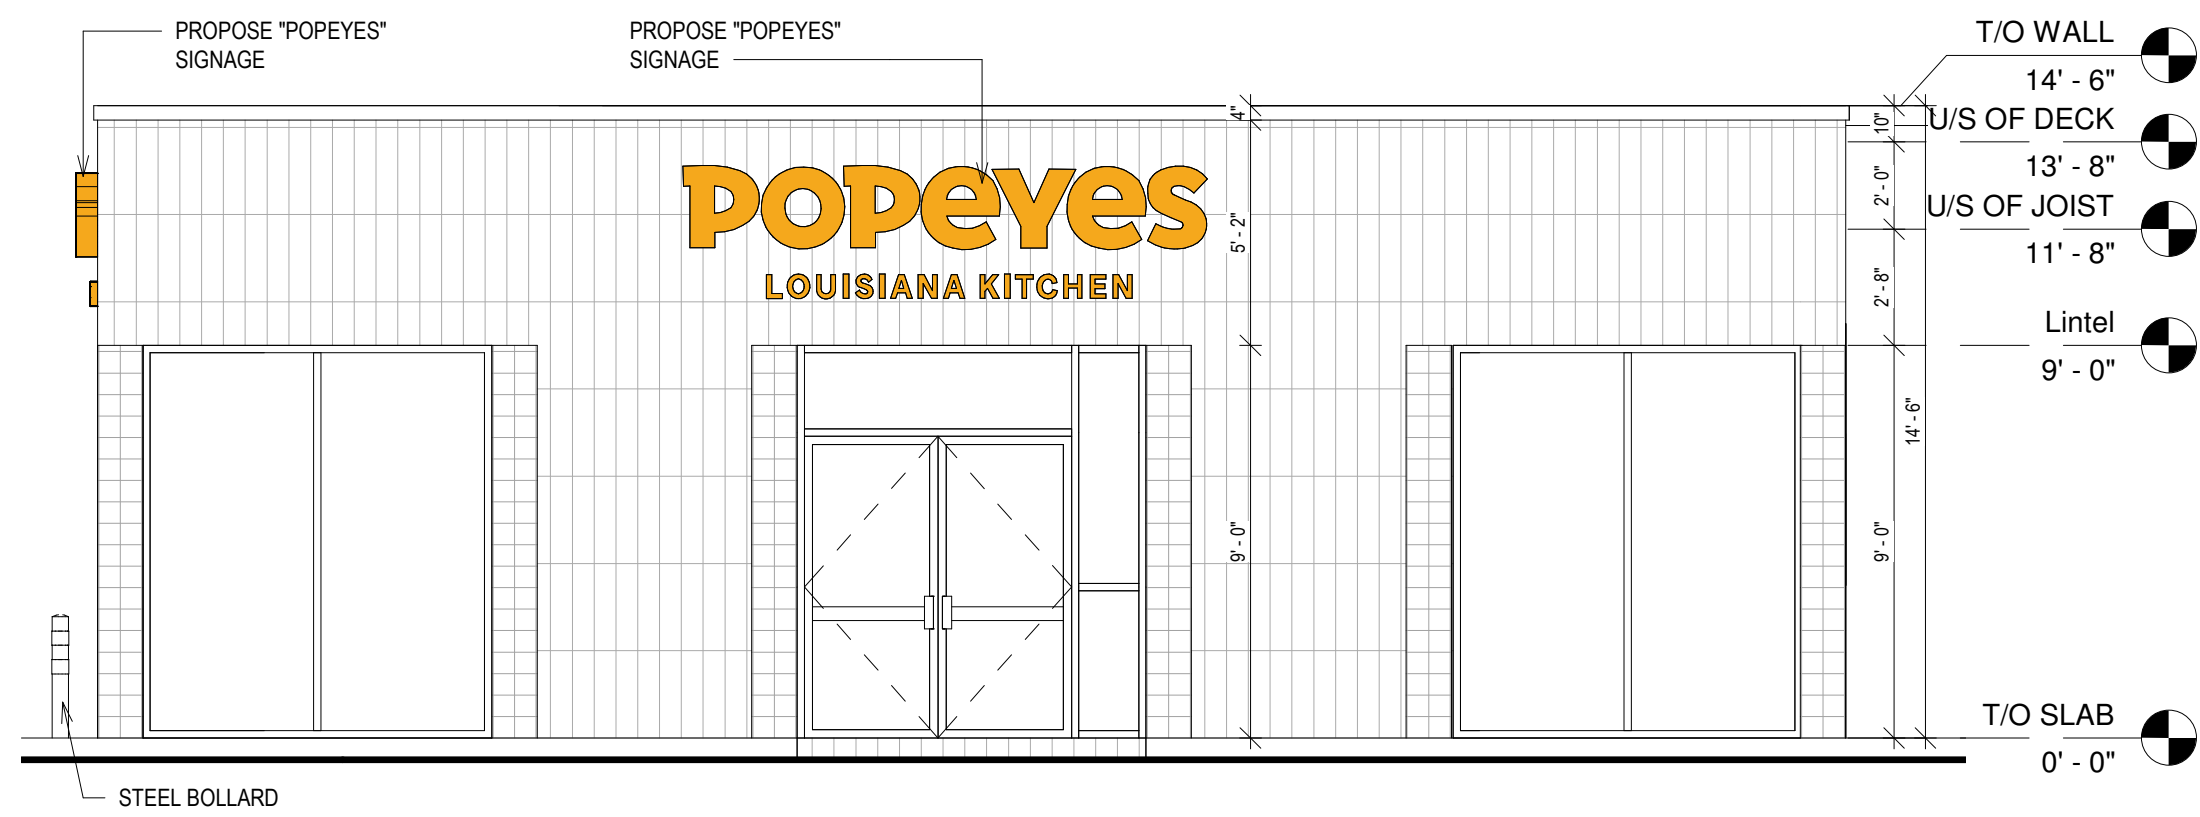 PROPOSE "POPEYES"
SIGNAGE
PROPOSE "POPEYES"
SIGNAGE
T/O WALL
14' - 6"
U/S OF DECK
13' - 8"
U/S OF JOIST
11' - 8"
Lintel
9' - 0"
T/O SLAB
0' - 0"
4"
5' - 2"
9' - 0"
10"
2' - 0"
2' - 8"
9' - 0"
14' - 6"
POPEYES
LOUISIANA KITCHEN
STEEL BOLLARD